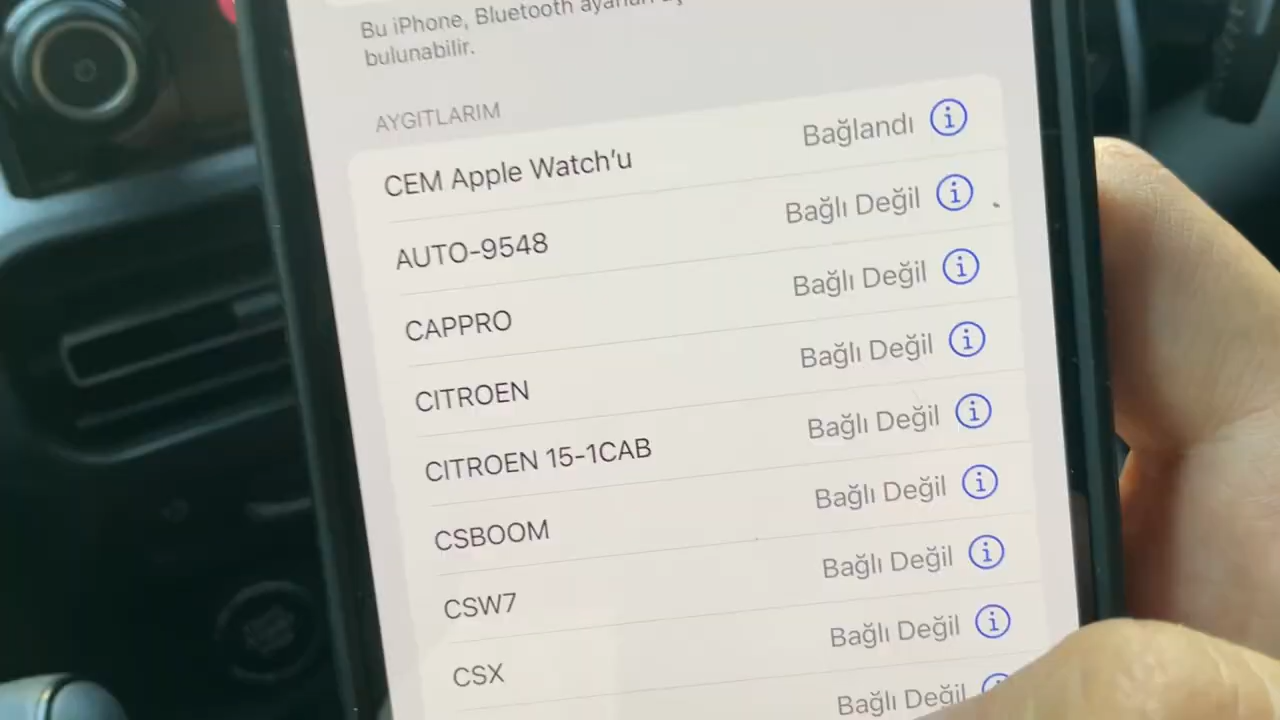 Bu iPhone, Bluetooth ayarları
bulunabilir.
AYGITLARIM
CEM Apple Watch'u Bağlandı
AUTO-9548 Bağlı Değil
CAPPRO Bağlı Değil
CITROEN Bağlı Değil
CITROEN 15-1CAB Bağlı Değil
CSBOOM Bağlı Değil
CSW7 Bağlı Değil
CSX Bağlı Değil
Bağlı Değil